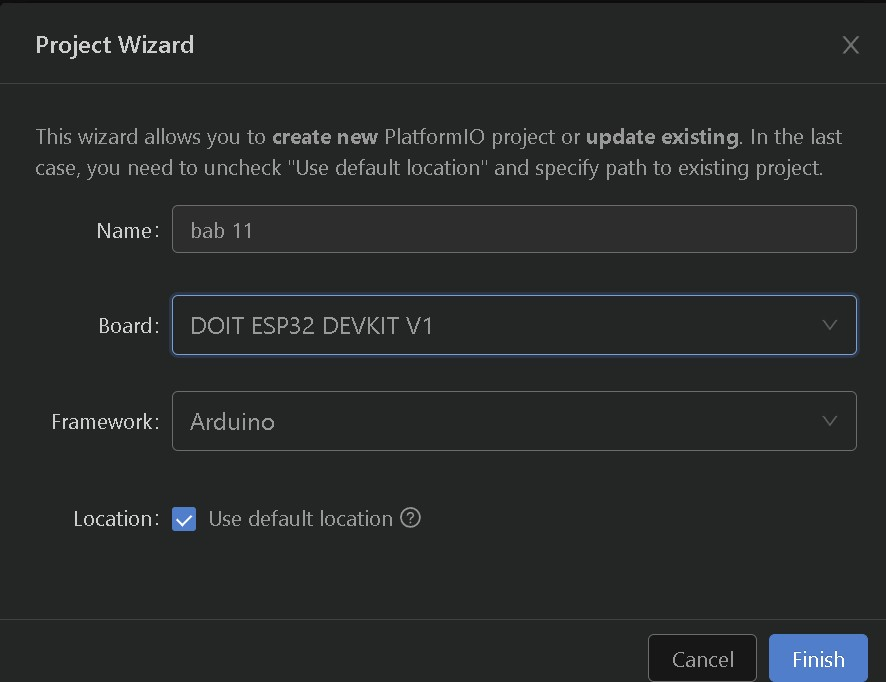 Project Wizard
This wizard allows you to create new PlatformIO project or update existing. In the last
case, you need to uncheck "Use default location" and specify path to existing project.
Name: bab 11
Board: DOIT ESP32 DEVKIT V1
Framework: Arduino
Location: Use default location ?
Cancel Finish